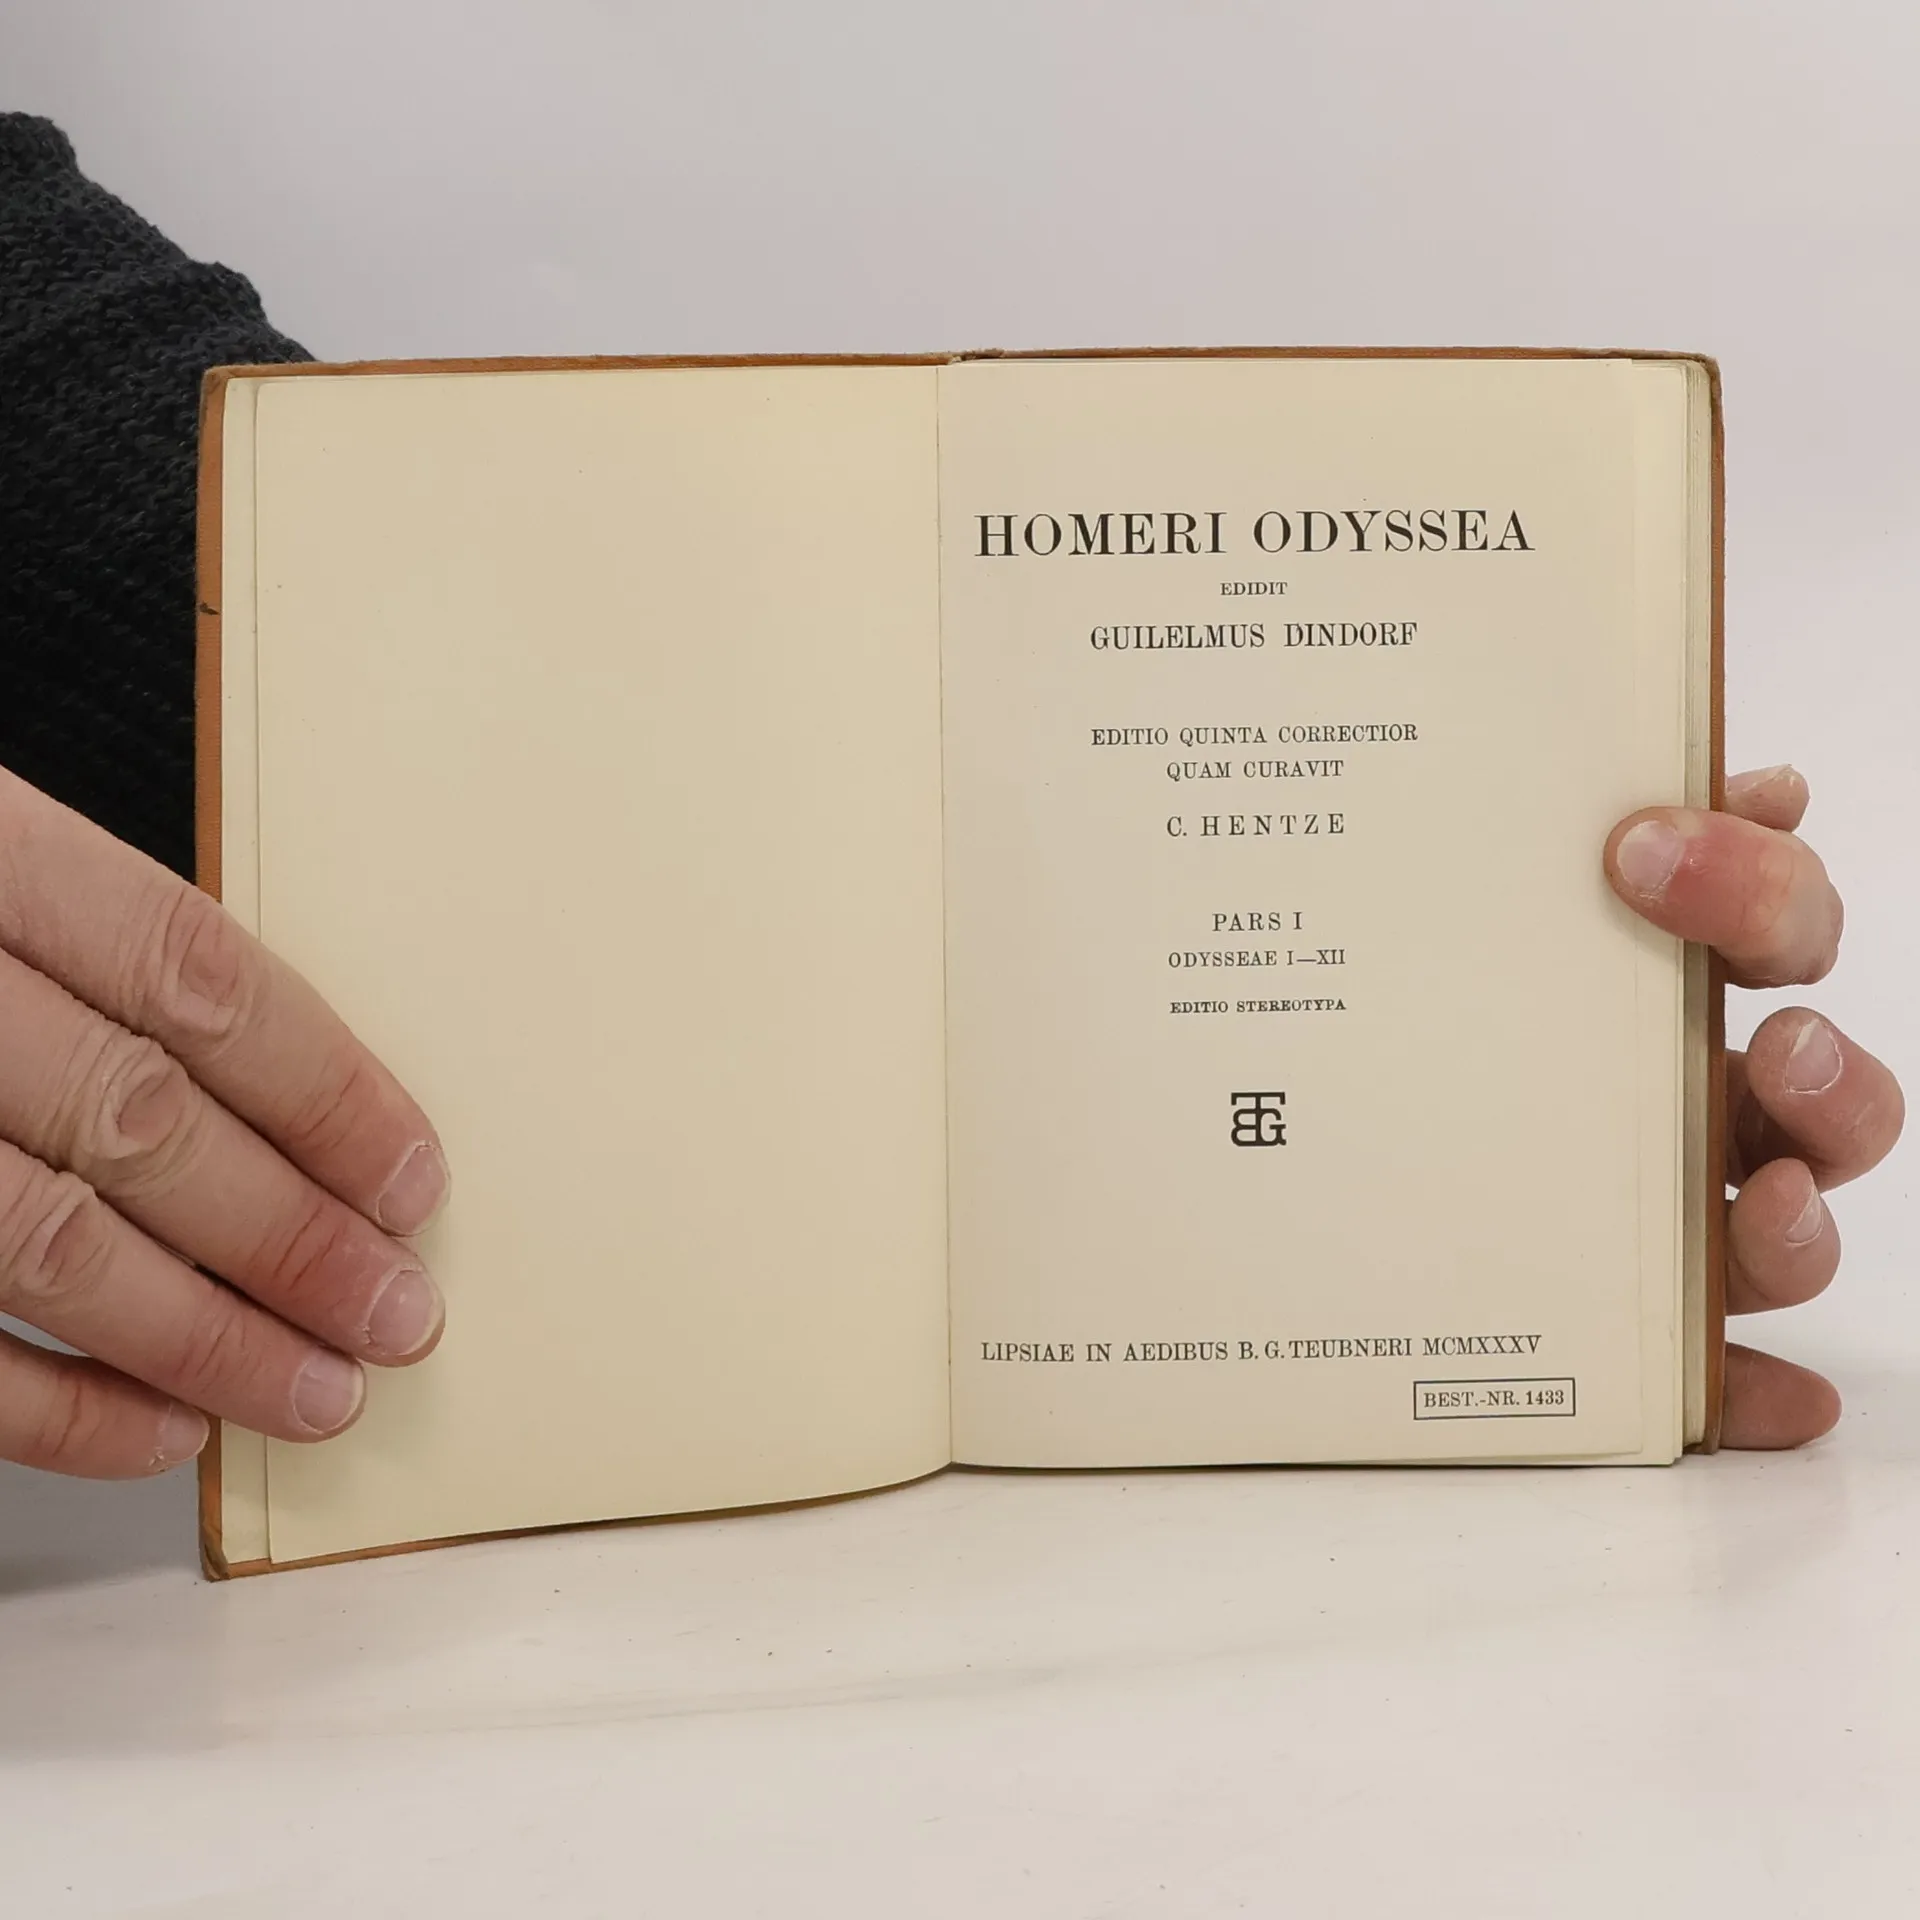 HOMERI ODYSSEA
EDIDIT
GUILELMUS DINDORF
EDITIO QUINTA CORRECTIOR
QUAM CURAVIT
C. HENTZE
PARS I
ODYSSEAE I—XII
EDITIO STEREOTYPA
BTG
LIPSIAE IN AEDIBUS B. G. TEUBNERI MCMXXXV
BEST.-NR. 1433